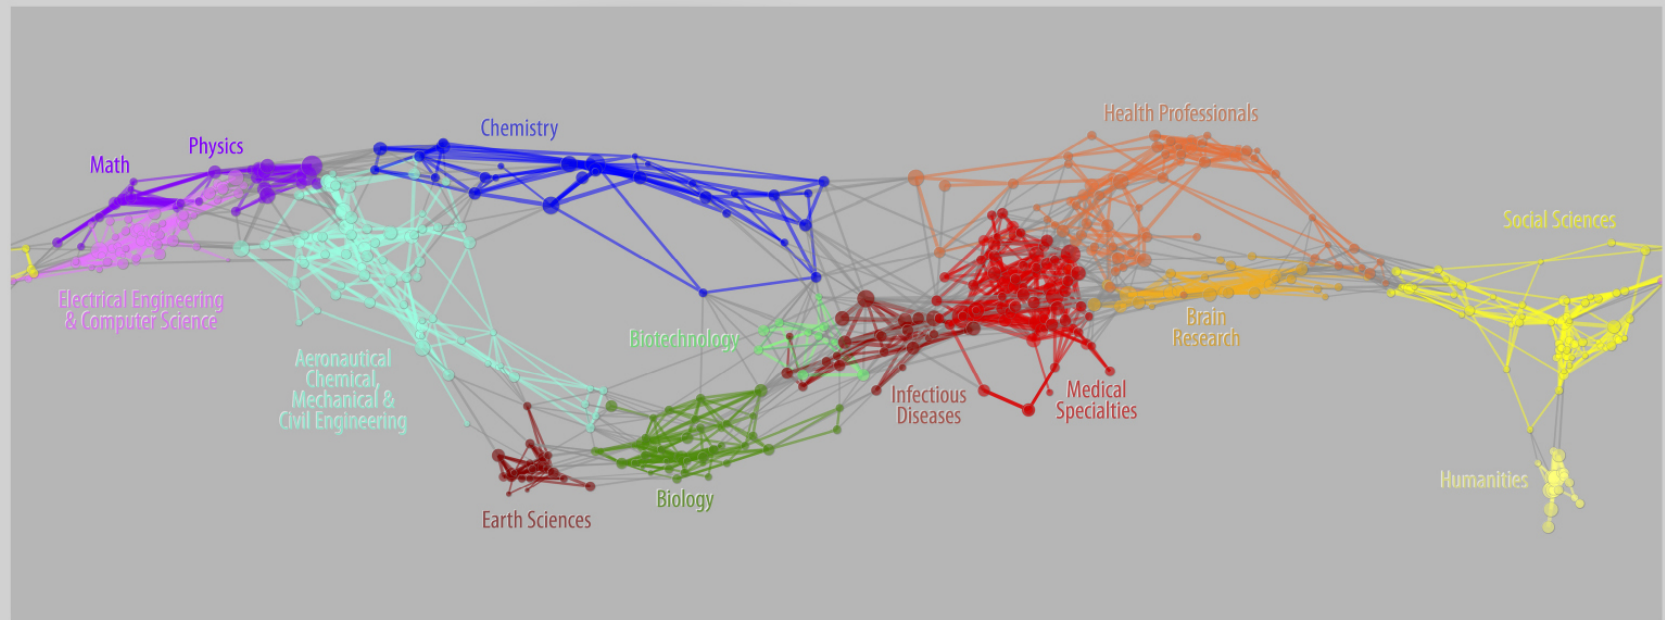 Math
Physics
Chemistry
Health Professionals
Social Sciences
Electrical Engineering
& Computer Science
Aeronautical
Chemical,
Mechanical &
Civil Engineering
Biotechnology
Brain
Research
Infectious
Diseases
Medical
Specialties
Humanities
Earth Sciences
Biology